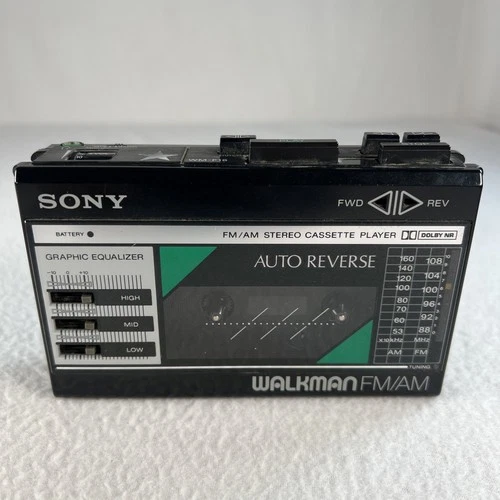 WM-F18
SONY
FWD REV
BATTERY
FM/AM STEREO CASSETTE PLAYER DOLBY NR
GRAPHIC EQUALIZER
-10 0 +10
HIGH
MID
LOW
AUTO REVERSE
160 108
140 104
120
100 100
80 96
70 92
60
53 88
x10kHz MHz
AM FM
TUNING
WALKMAN FM/AM